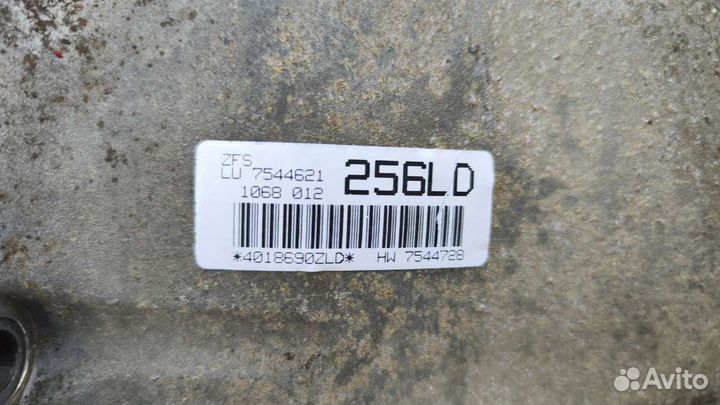 ZFS
LU 7544621
1068 012
256LD
*4018690ZLD* HW 7544728
Avito